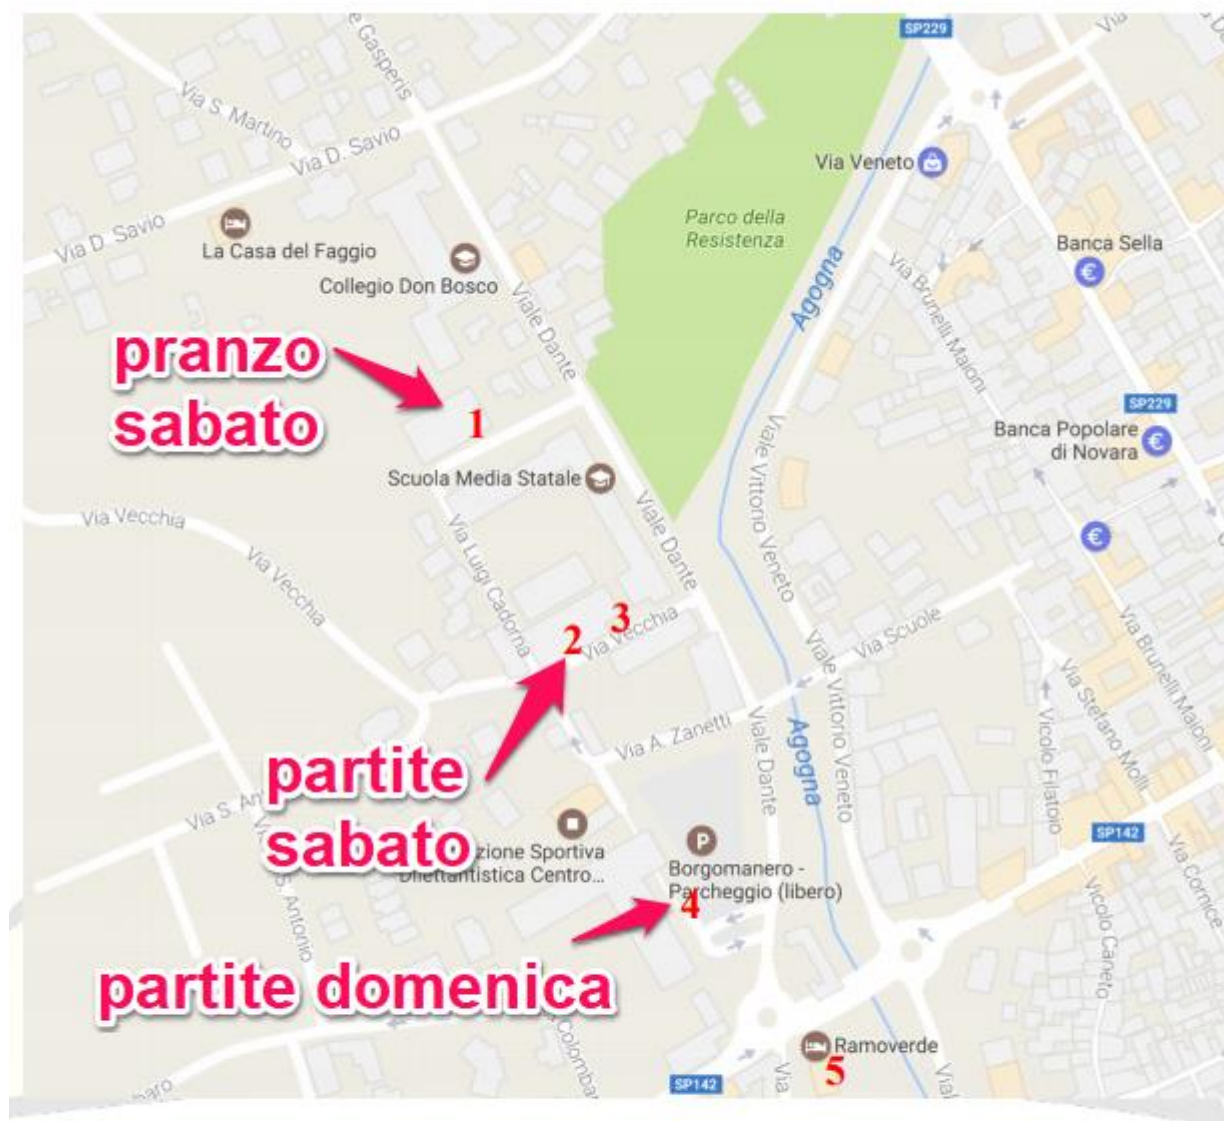 SP229
e Gasperis
Via S. Martino
Via D. Savio
Via Veneto
Via D. Savio
La Casa del Faggio
Parco della
Resistenza
Banca Sella
€
Collegio Don Bosco
Viale Dante
Agogna
Via Brunelli Maioni
pranzo
sabato
1
SP229
Banca Popolare
di Novara
€
Scuola Media Statale
Viale Vittorio Veneto
Via Vecchia
Via Luigi Cadorna
Viale Dante
€
Via Vecchia
2
3
Via Vecchia
Via Scuole
Via Brunelli Maioni
Viale Vittorio Veneto
Via Stefano Molli
Via A. Zanetti
Viale Dante
Agogna
Vicolo Filatoio
partite
sabato
Via S. An
S. Antonio
zione Sportiva
Dilettantistica Centro...
P
Borgomanero -
Parcheggio (libero)
4
SP142
Via Cornice
Vicolo Caneto
partite domenica
Colombar
Ramoverde
5
SP142
Via
Vial
baro